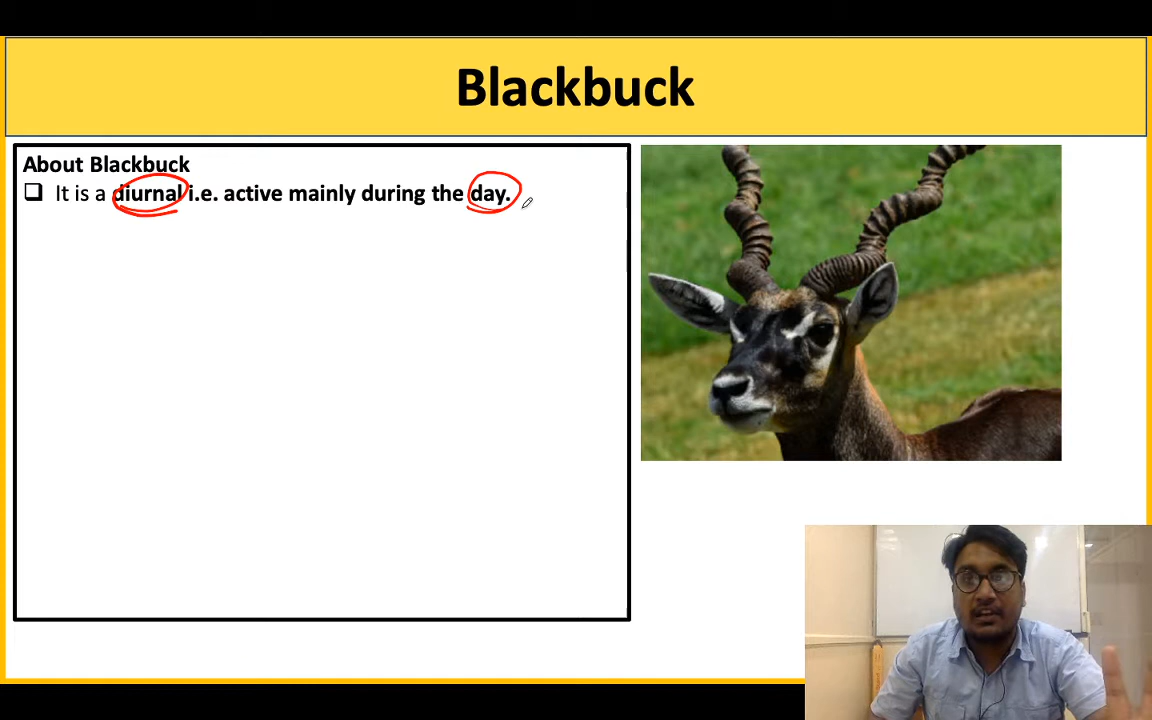 Blackbuck
About Blackbuck
It is a diurnal i.e. active mainly during the day.